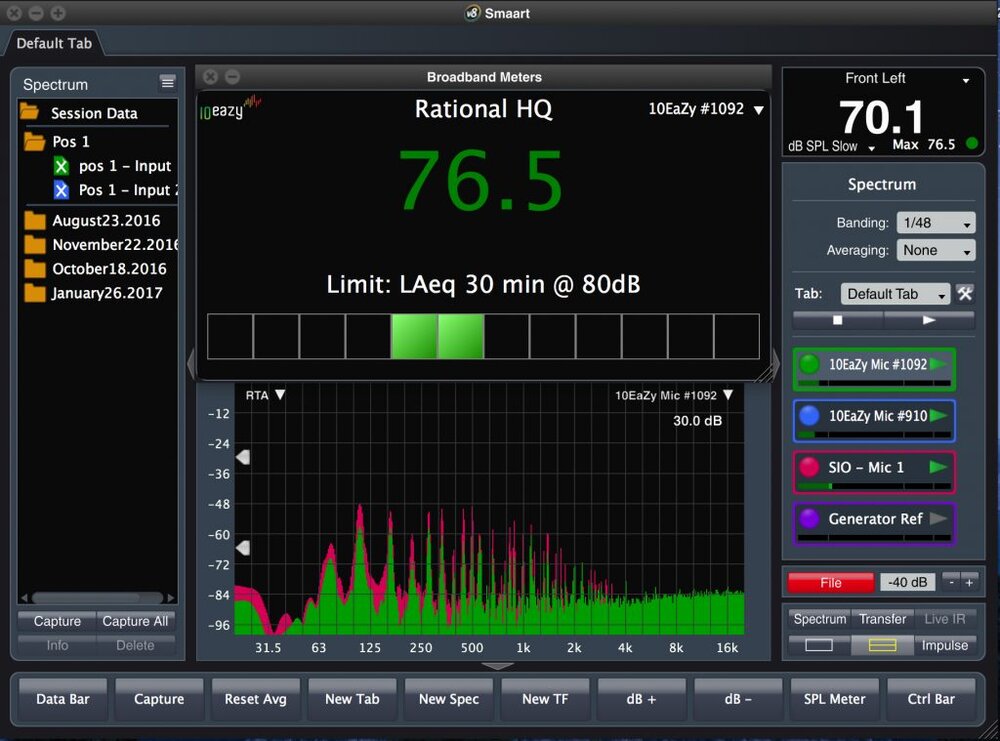 v8 Smaart
Default Tab
Spectrum
Session Data
Pos 1
pos 1 - Input
Pos 1 - Input 2
August23.2016
November22.2016
October18.2016
January26.2017
Capture Capture All
Info Delete
Broadband Meters
10eazy Rational HQ 10EaZy #1092
76.5
Limit: LAeq 30 min @ 80dB
RTA 10EaZy Mic #1092
30.0 dB
-12
-24
-36
-48
-60
-72
-84
-96
31.5 63 125 250 500 1k 2k 4k 8k 16k
Front Left
70.1
dB SPL Slow Max 76.5
Spectrum
Banding: 1/48
Averaging: None
Tab: Default Tab
10EaZy Mic #1092
10EaZy Mic #910
SIO - Mic 1
Generator Ref
File -40 dB - +
Spectrum Transfer Live IR
Impulse
Data Bar Capture Reset Avg New Tab New Spec New TF dB + dB - SPL Meter Ctrl Bar